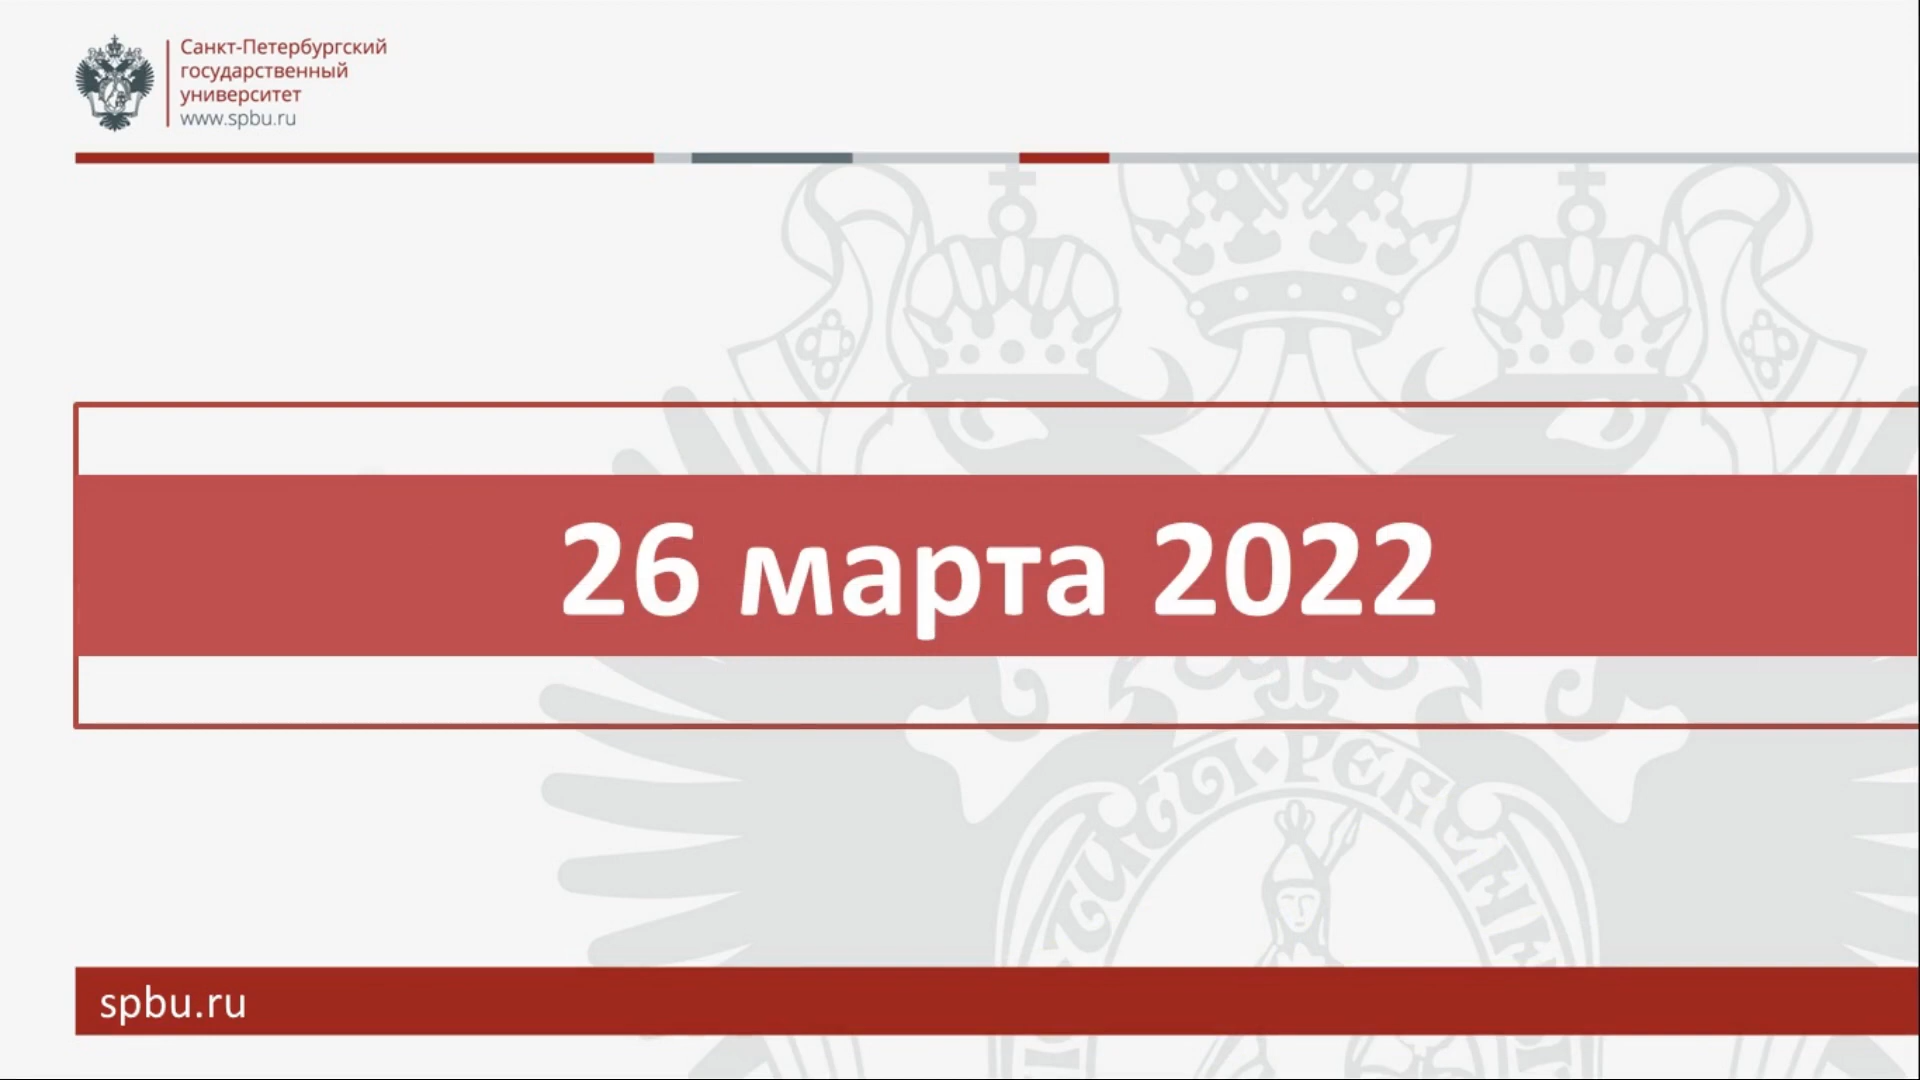 Санкт-Петербургский
государственный
университет
www.spbu.ru
26 марта 2022
spbu.ru